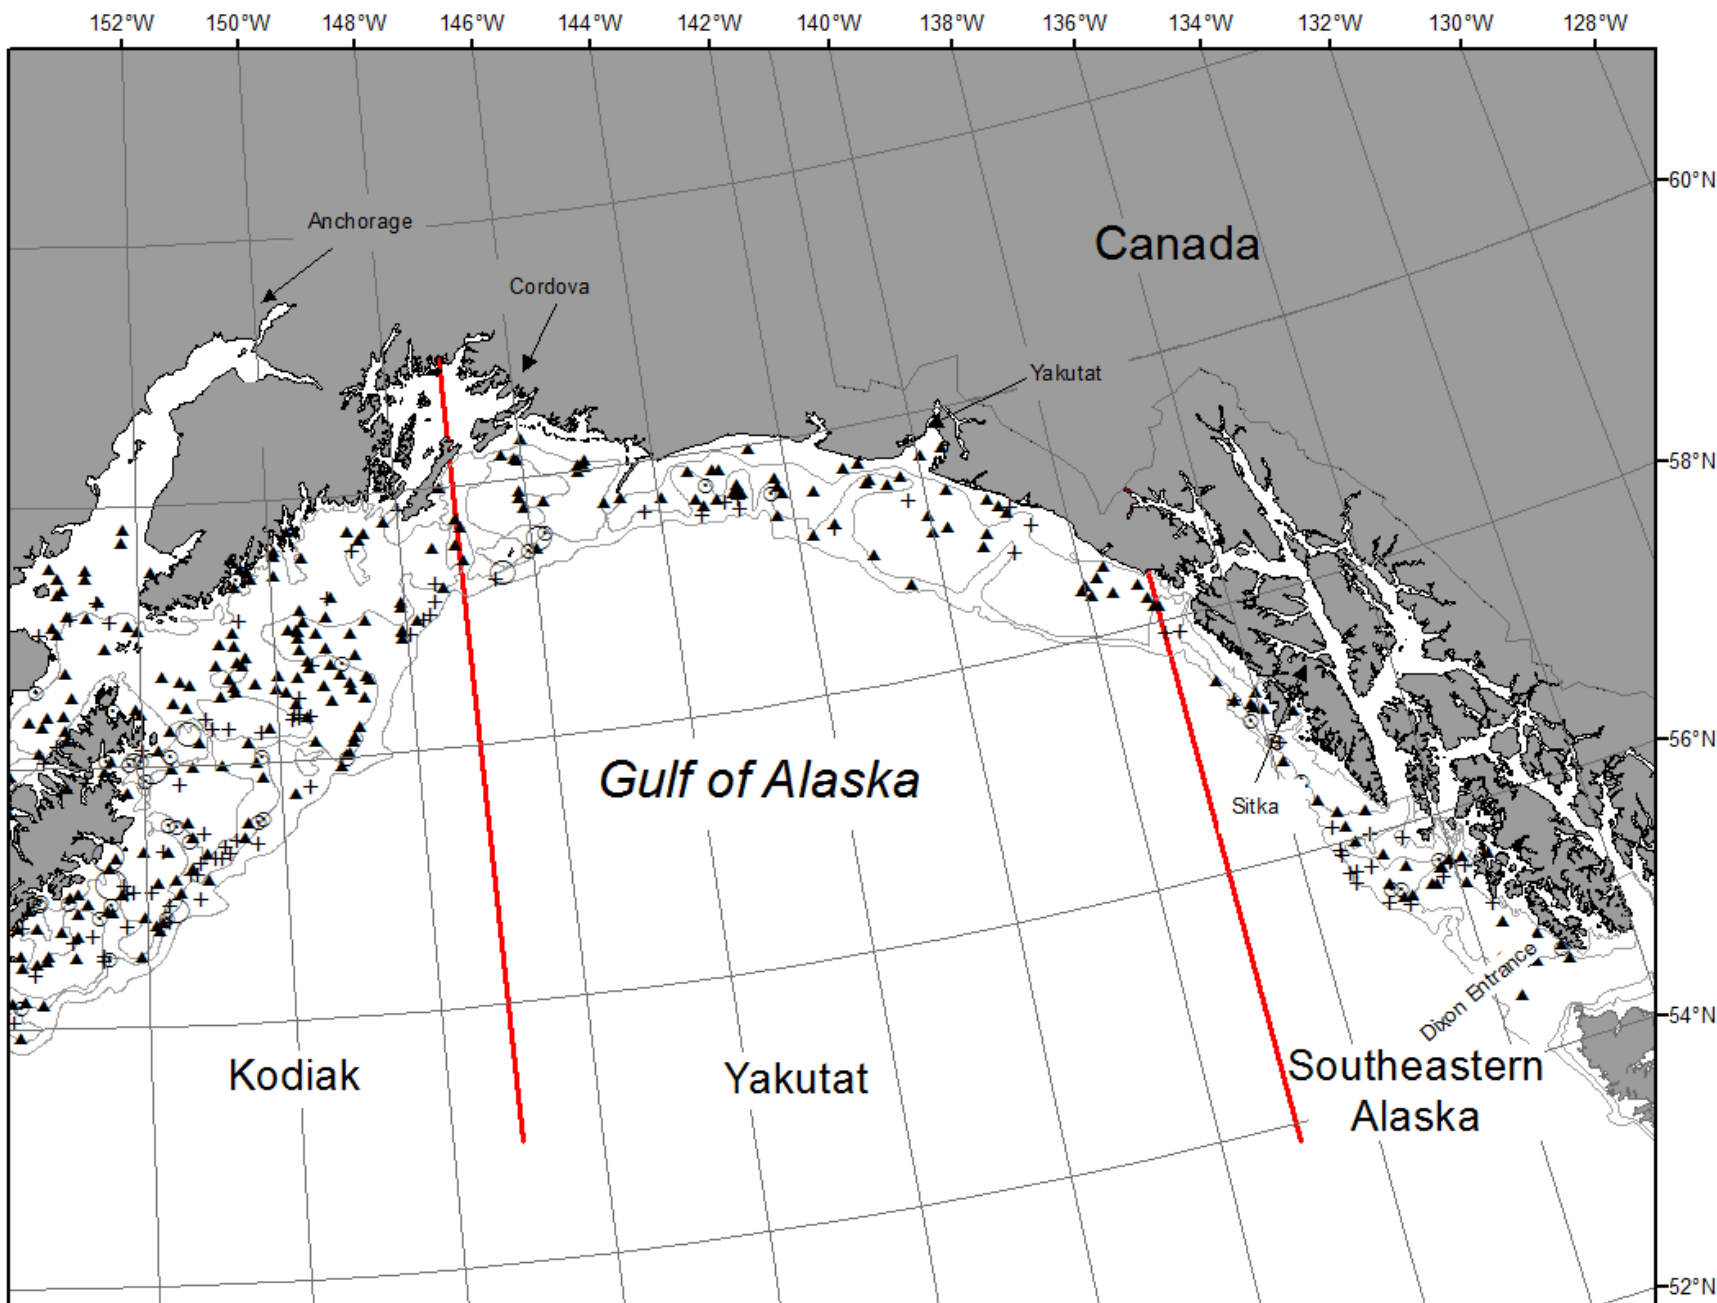 152°W 150°W 148°W 146°W 144°W 142°W 140°W 138°W 136°W 134°W 132°W 130°W 128°W
60°N
Anchorage
Canada
Cordova
Yakutat
58°N
56°N
Gulf of Alaska
Sitka
Dixon Entrance
54°N
Kodiak
Yakutat
Southeastern
Alaska
52°N